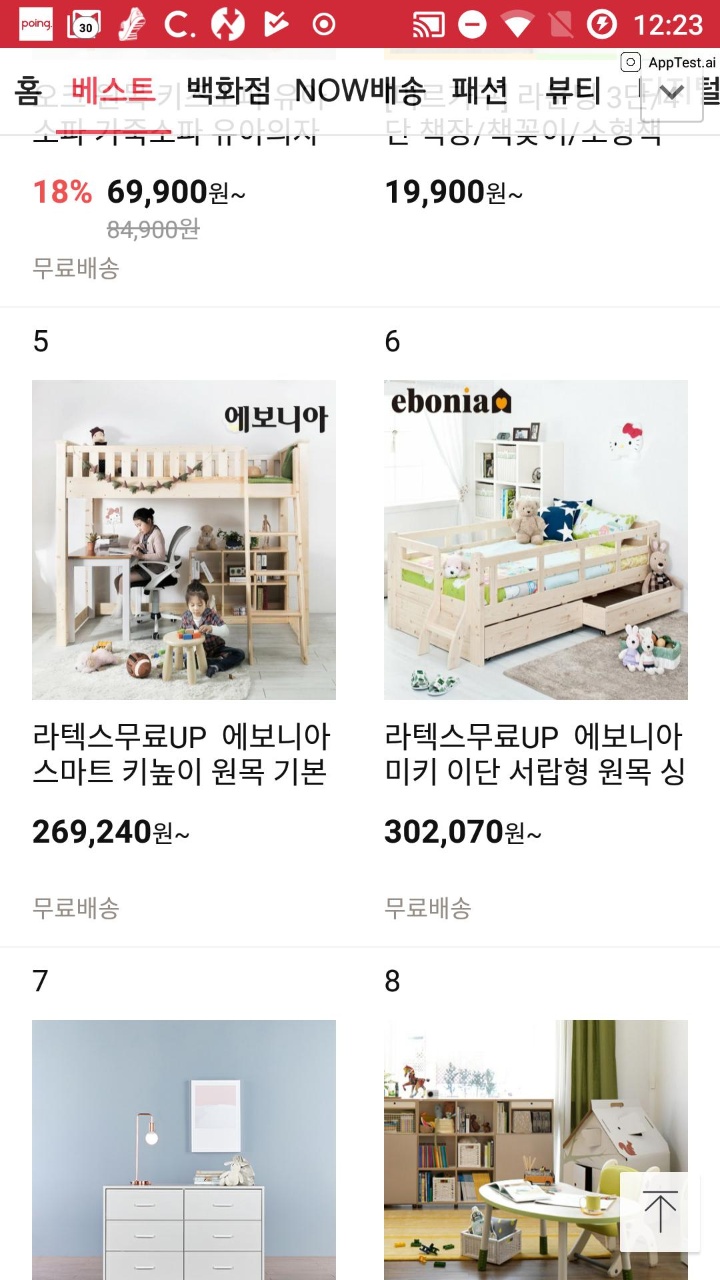 poing
30
C.
12:23
AppTest.ai
홈 베스트 백화점 NOW배송 패션 뷰티 디지털
소파 가죽소파 유아의자
단 책장/책꽂이/소형책
18% 69,900원~
84,900원
무료배송
19,900원~
5
6
에보니아
ebonia
라텍스무료UP 에보니아
스마트 키높이 원목 기본
269,240원~
무료배송
라텍스무료UP 에보니아
미키 이단 서랍형 원목 싱
302,070원~
무료배송
7
8